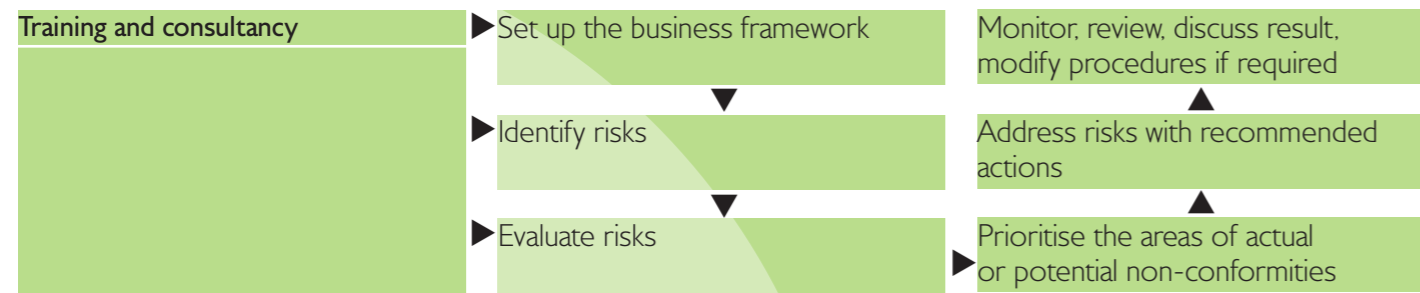 Training and consultancy
Set up the business framework
Identify risks
Evaluate risks
Prioritise the areas of actual
or potential non-conformities
Address risks with recommended
actions
Monitor, review, discuss result,
modify procedures if required